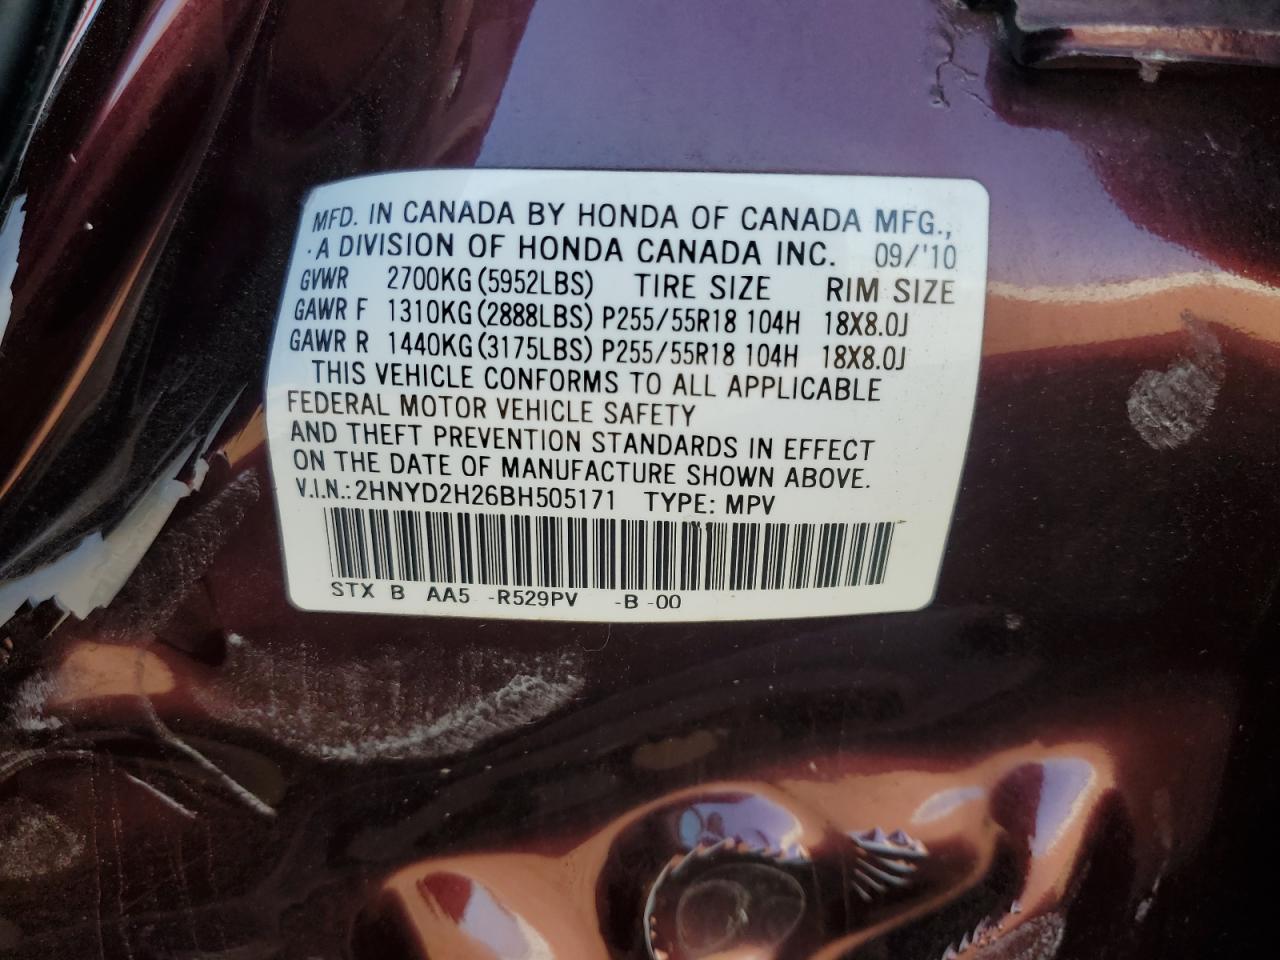 MFD. IN CANADA BY HONDA OF CANADA MFG.,
A DIVISION OF HONDA CANADA INC. 09/'10
GVWR 2700KG (5952LBS) TIRE SIZE RIM SIZE
GAWR F 1310KG (2888LBS) P255/55R18 104H 18X8.0J
GAWR R 1440KG (3175LBS) P255/55R18 104H 18X8.0J
THIS VEHICLE CONFORMS TO ALL APPLICABLE
FEDERAL MOTOR VEHICLE SAFETY
AND THEFT PREVENTION STANDARDS IN EFFECT
ON THE DATE OF MANUFACTURE SHOWN ABOVE.
V.I.N.: 2HNYD2H26BH505171 TYPE: MPV
STX B AA5 -R529PV -B -00